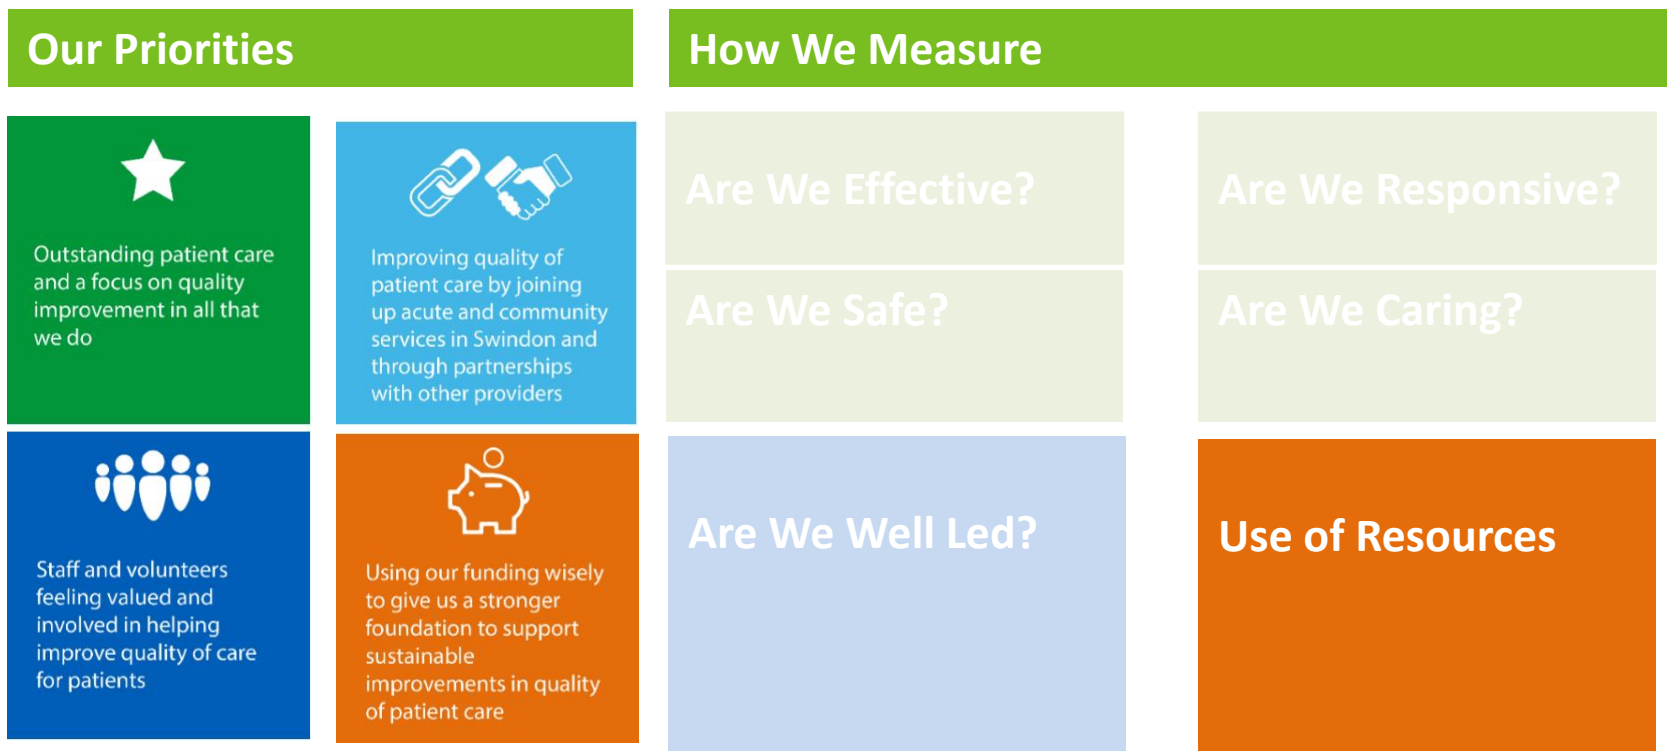 Our Priorities
How We Measure
Outstanding patient care
and a focus on quality
improvement in all that
we do
Improving quality of
patient care by joining
up acute and community
services in Swindon and
through partnerships
with other providers
Staff and volunteers
feeling valued and
involved in helping
improve quality of care
for patients
Using our funding wisely
to give us a stronger
foundation to support
sustainable
improvements in quality
of patient care
Are We Effective?
Are We Responsive?
Are We Safe?
Are We Caring?
Are We Well Led?
Use of Resources